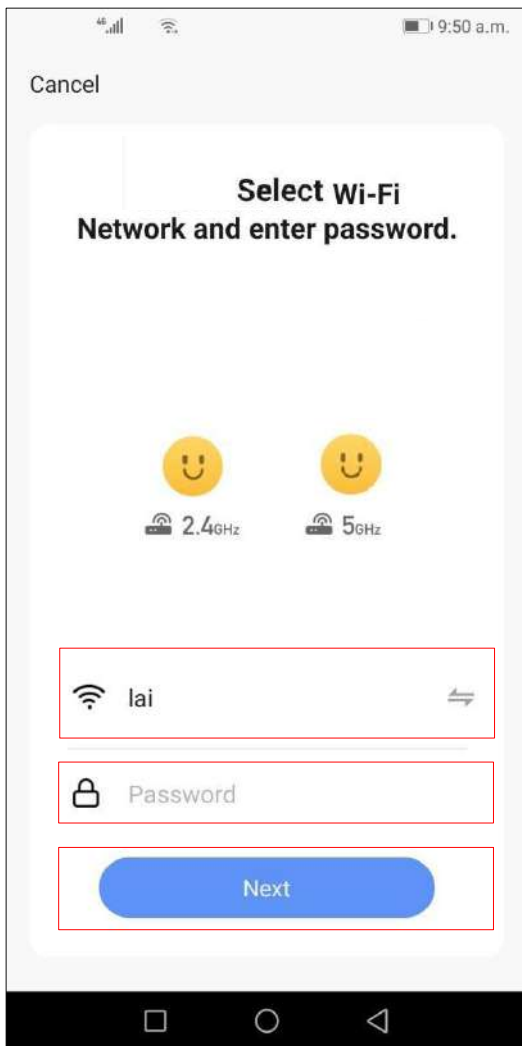 9:50 a.m.
Cancel
Select Wi-Fi
Network and enter password.
2.4GHz
5GHz
lai
Password
Next